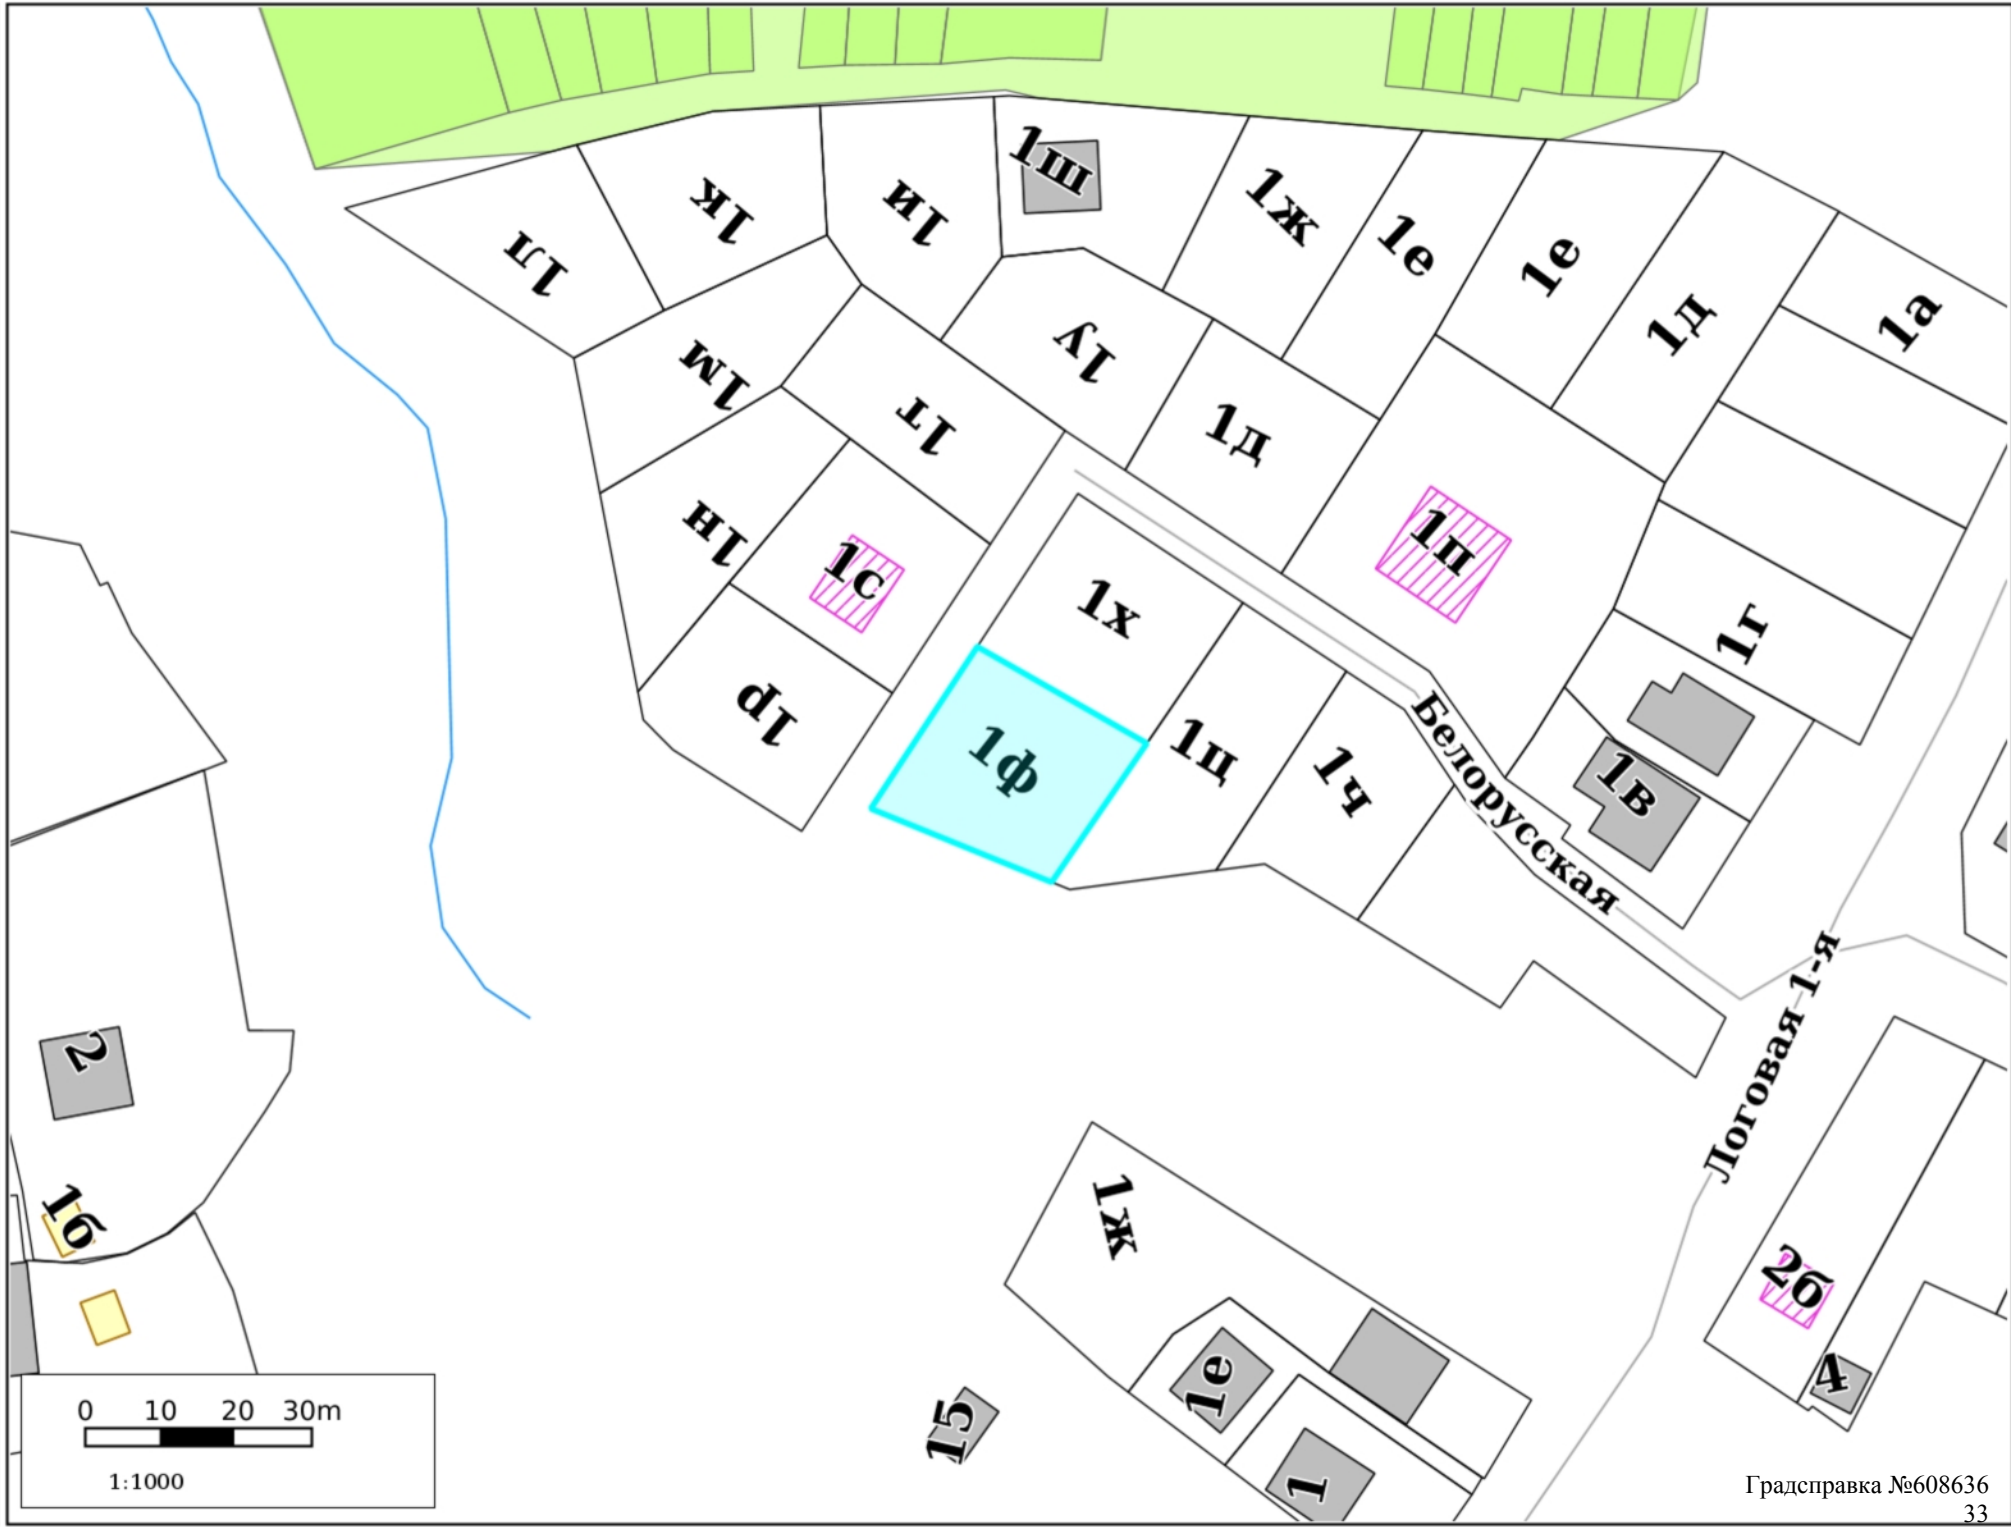 1ш
1к
1и
1ж
1е
1е
1л
1д
1а
1м
1у
1т
1д
1н
1с
1п
1х
1г
1р
1ф
1ц
1ч
1в
Белорусская
Логовая 1-я
2
1б
1ж
2б
1е
4
15
1
0 10 20 30m
1:1000
Градсправка №608636
33